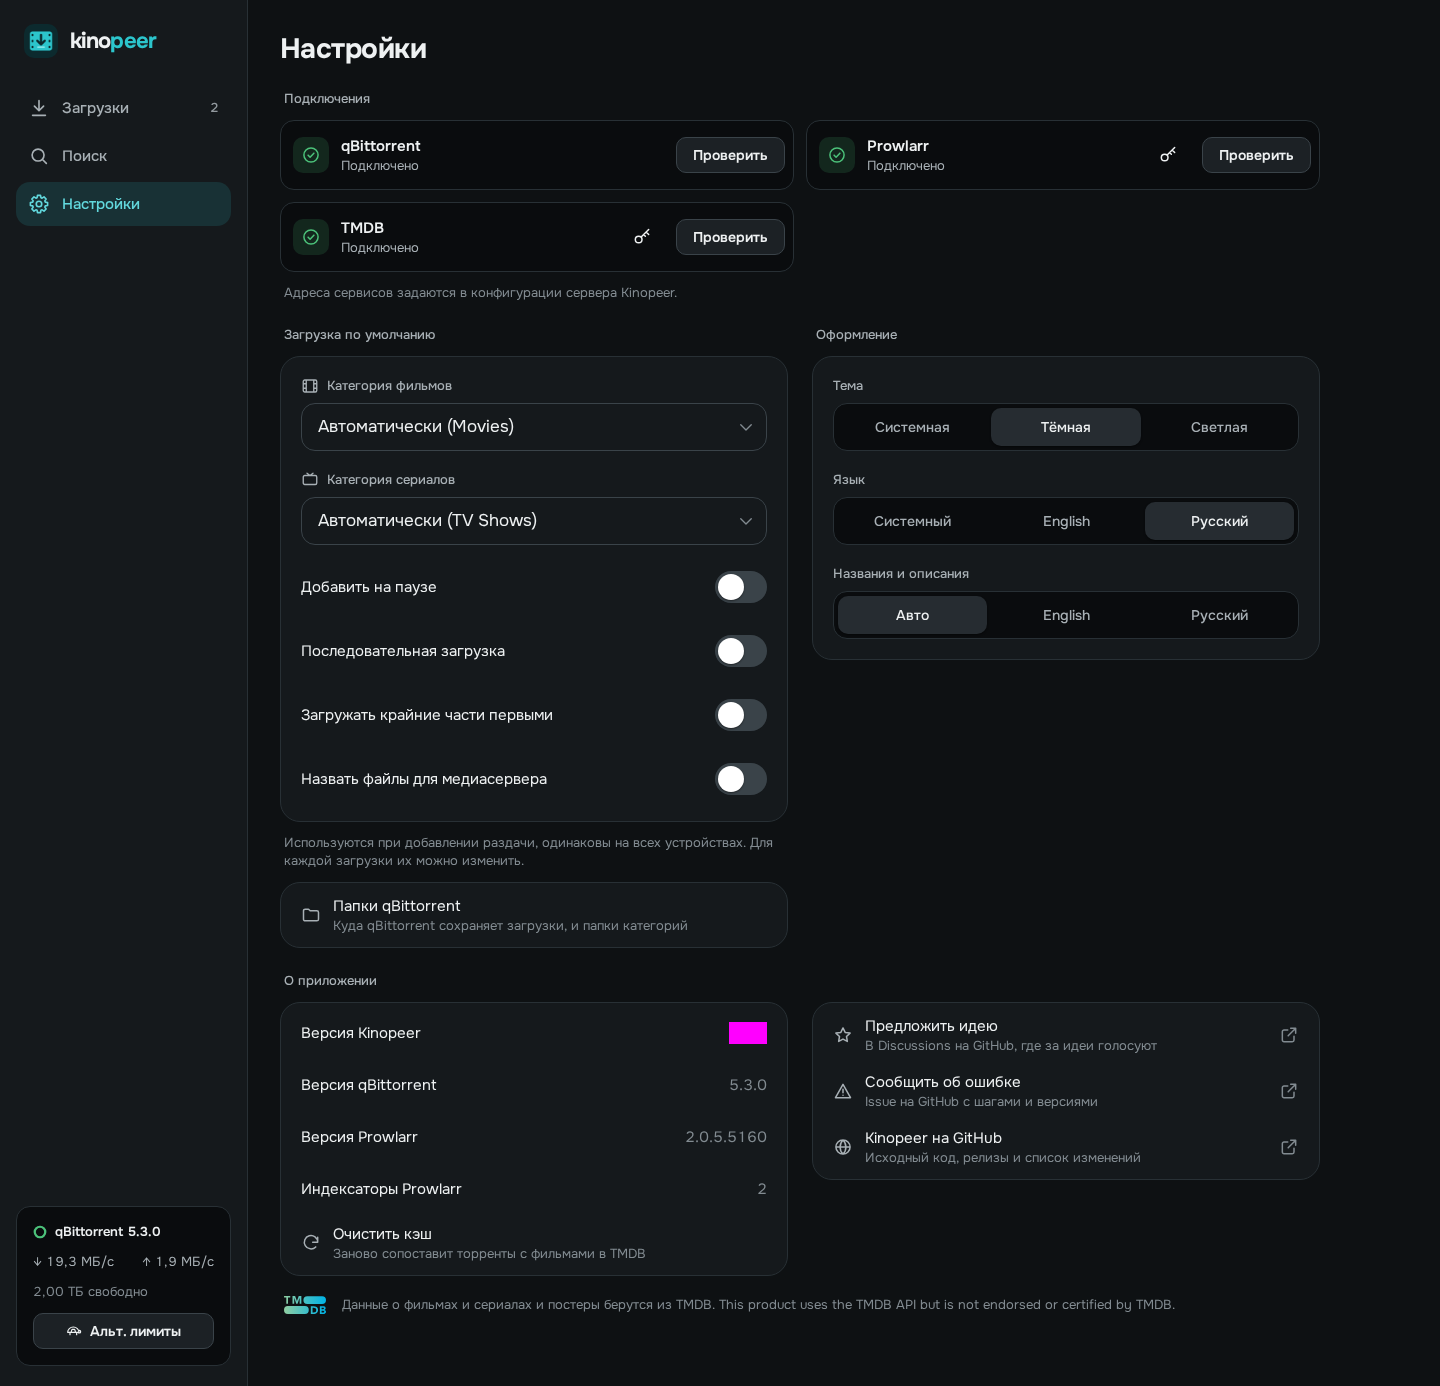 kinopeer
Загрузки 2
Поиск
Настройки
qBittorrent 5.3.0
↓ 19,3 МБ/с ↑ 1,9 МБ/с
2,00 ТБ свободно
Альт. лимиты
Настройки
Подключения
qBittorrent
Подключено
Проверить
Prowlarr
Подключено
Проверить
TMDB
Подключено
Проверить
Адреса сервисов задаются в конфигурации сервера Kinopeer.
Загрузка по умолчанию
Категория фильмов
Автоматически (Movies)
Категория сериалов
Автоматически (TV Shows)
Добавить на паузе
Последовательная загрузка
Загружать крайние части первыми
Назвать файлы для медиасервера
Используются при добавлении раздачи, одинаковы на всех устройствах. Для
каждой загрузки их можно изменить.
Папки qBittorrent
Куда qBittorrent сохраняет загрузки, и папки категорий
Оформление
Тема
Системная Тёмная Светлая
Язык
Системный English Русский
Названия и описания
Авто English Русский
О приложении
Версия Kinopeer
Версия qBittorrent 5.3.0
Версия Prowlarr 2.0.5.5160
Индексаторы Prowlarr 2
Очистить кэш
Заново сопоставит торренты с фильмами в TMDB
Предложить идею
В Discussions на GitHub, где за идеи голосуют
Сообщить об ошибке
Issue на GitHub с шагами и версиями
Kinopeer на GitHub
Исходный код, релизы и список изменений
TMDB
Данные о фильмах и сериалах и постеры берутся из TMDB. This product uses the TMDB API but is not endorsed or certified by TMDB.